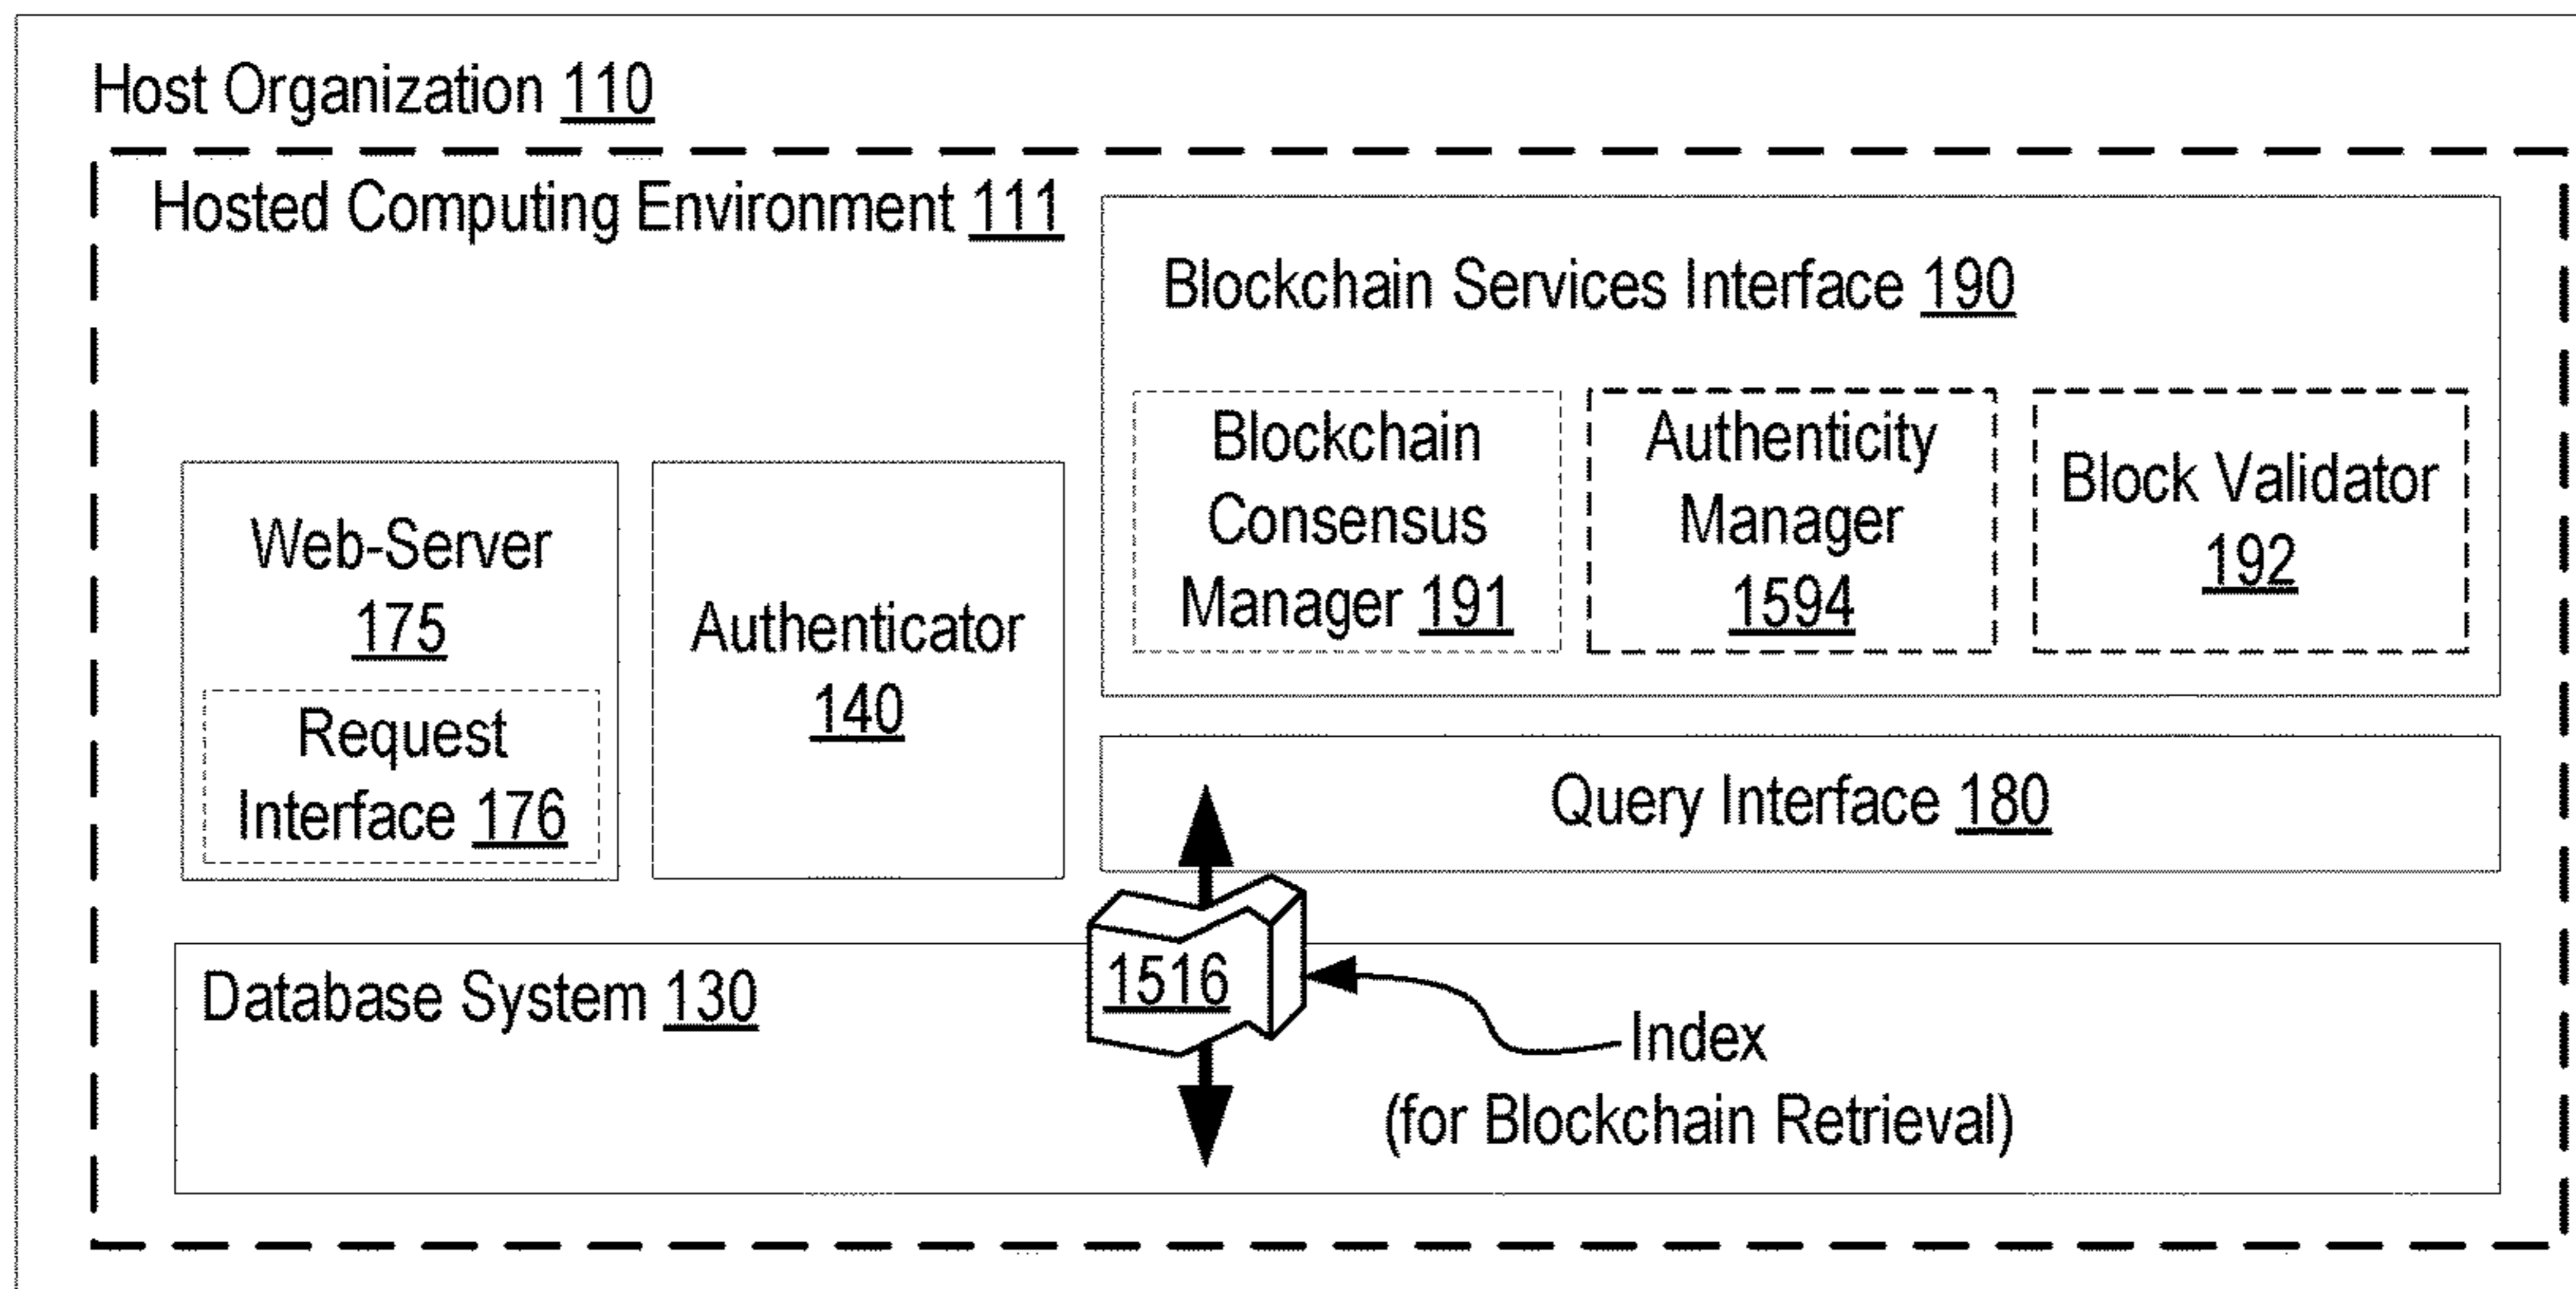 Host Organization 110
Hosted Computing Environment 111
Blockchain Services Interface 190
Blockchain
Consensus
Manager 191
Authenticity
Manager
1594
Block Validator
192
Web-Server
175
Request
Interface 176
Authenticator
140
Query Interface 180
Database System 130
1516
Index
(for Blockchain Retrieval)